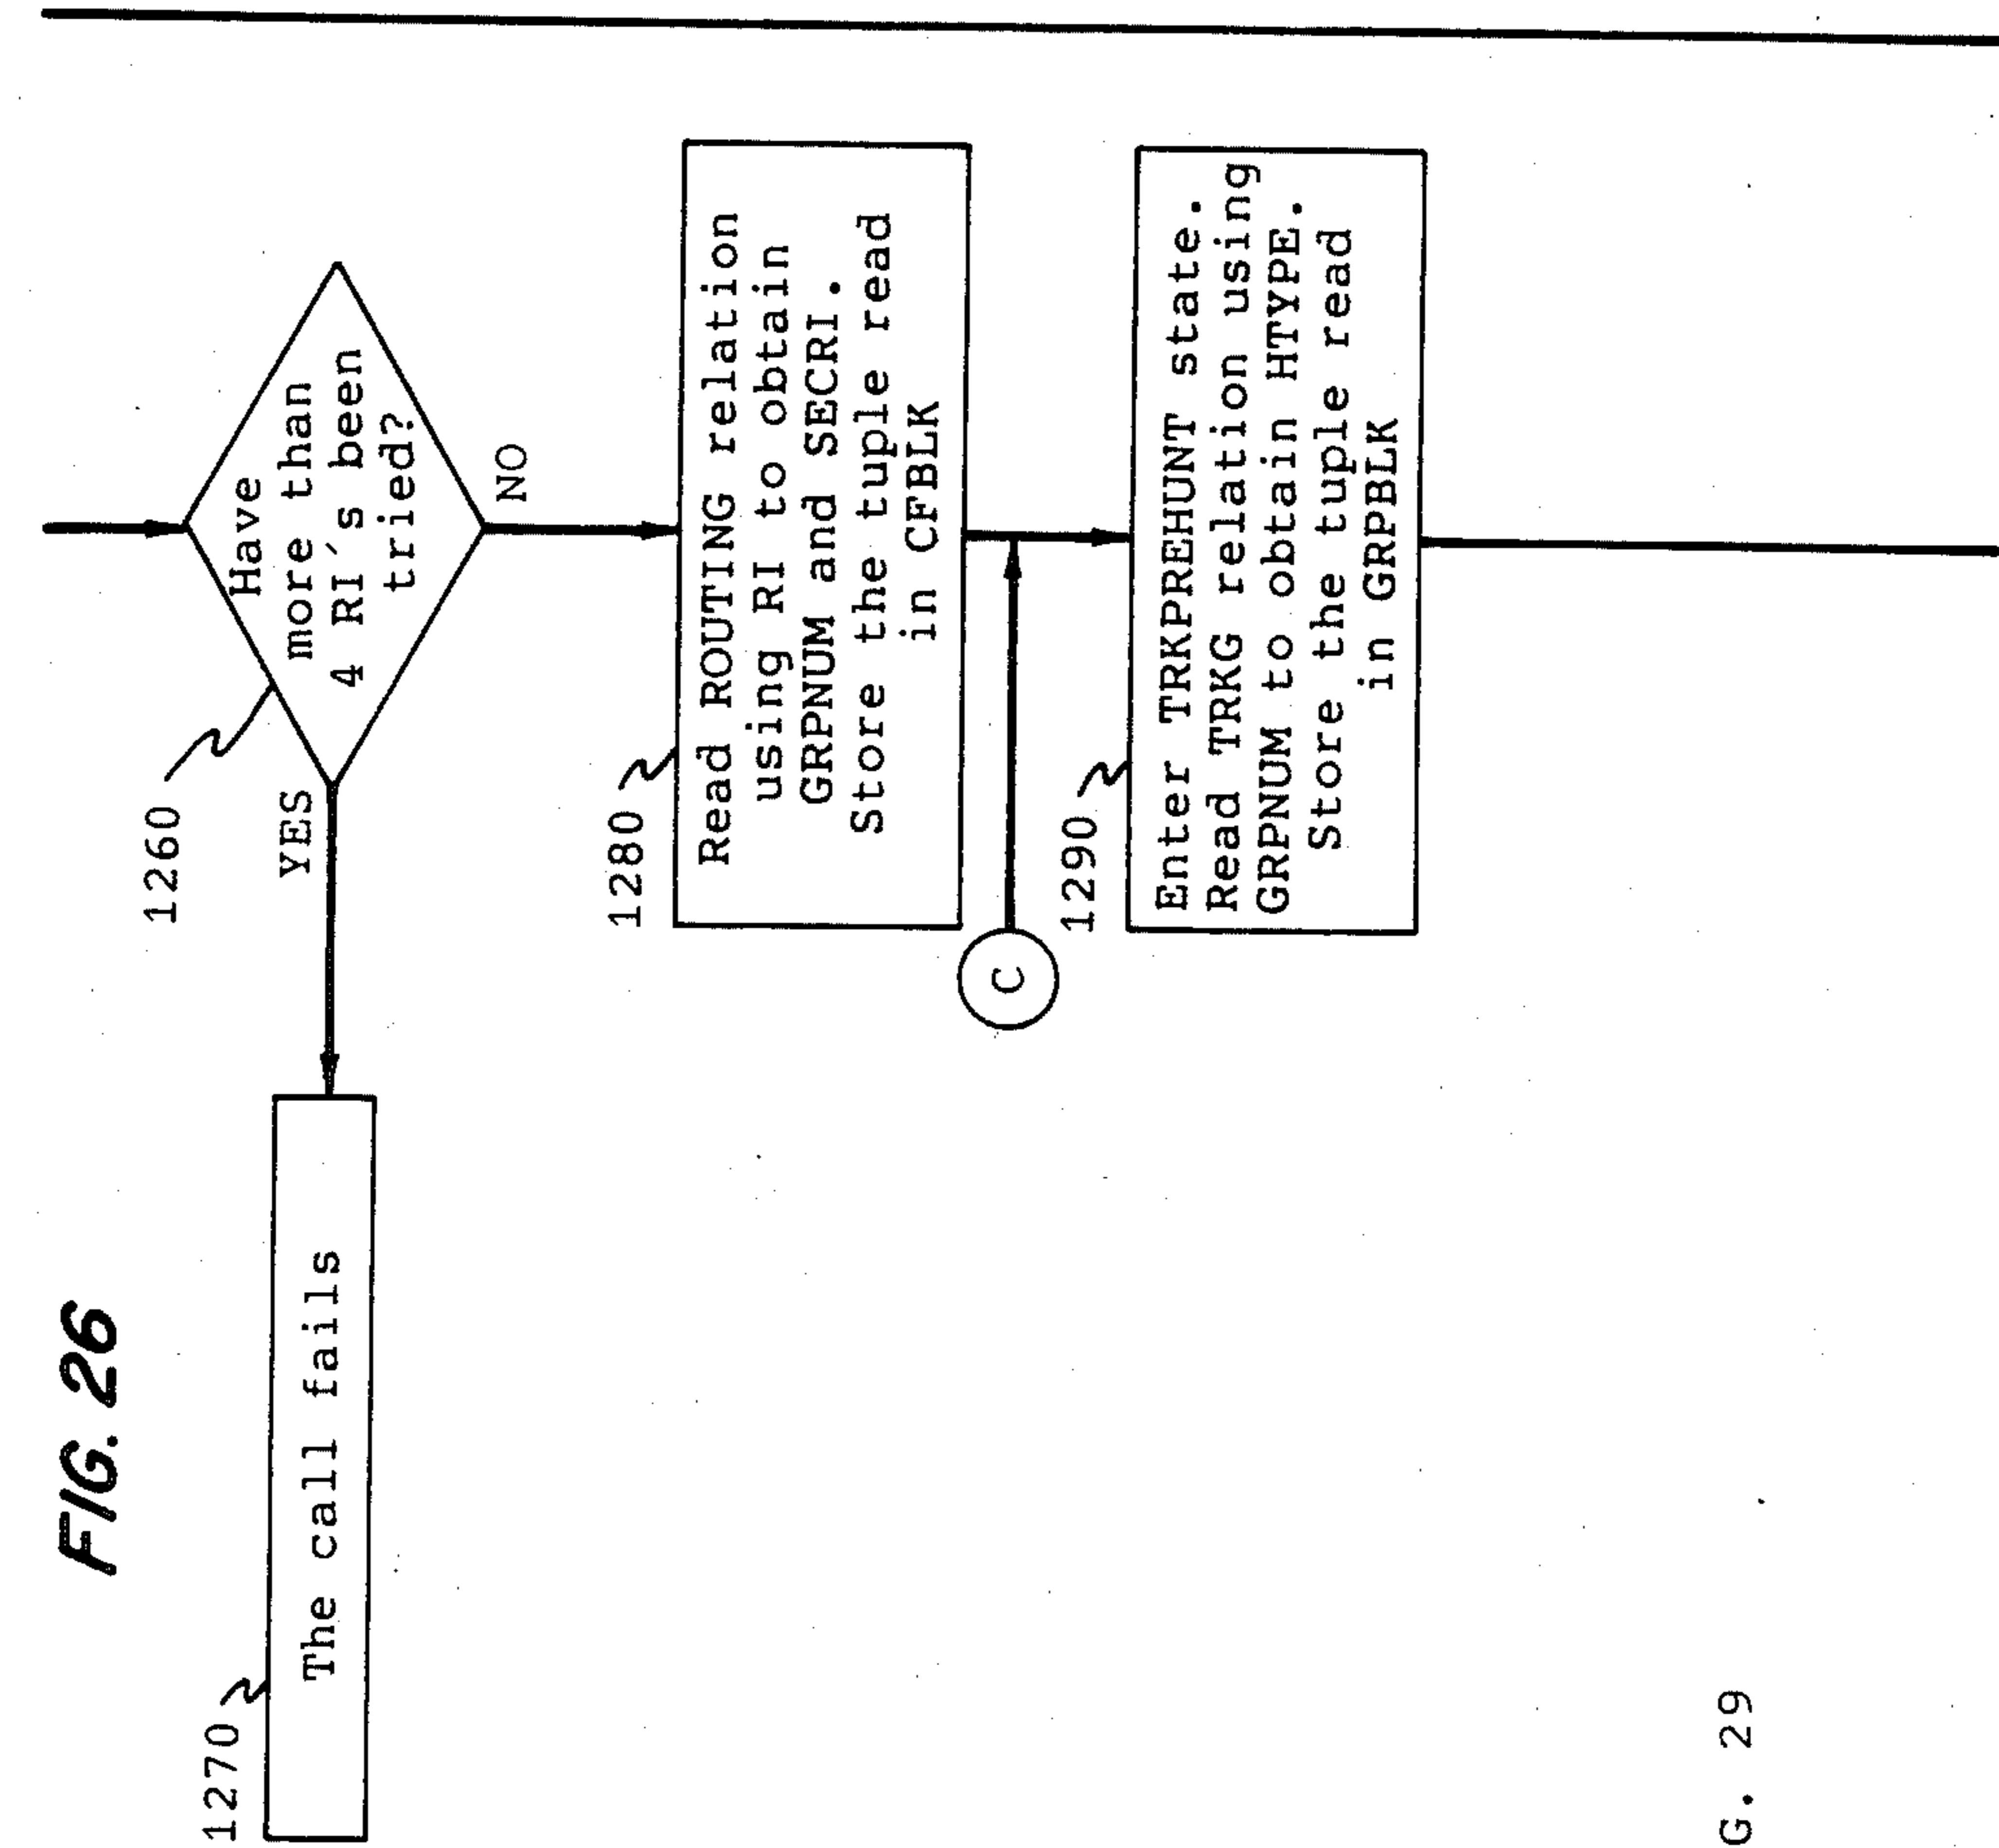 FIG. 26
1260
Have
more than
4 RI´s been
tried?
YES
NO
1270
The call fails
1280
Read ROUTING relation
using RI to obtain
GRPNUM and SECRI.
Store the tuple read
in CFBLK
C
1290
Enter TRKPREHUNT state.
Read TRKG relation using
GRPNUM to obtain HTYPE.
Store the tuple read
in GRPBLK
G. 29